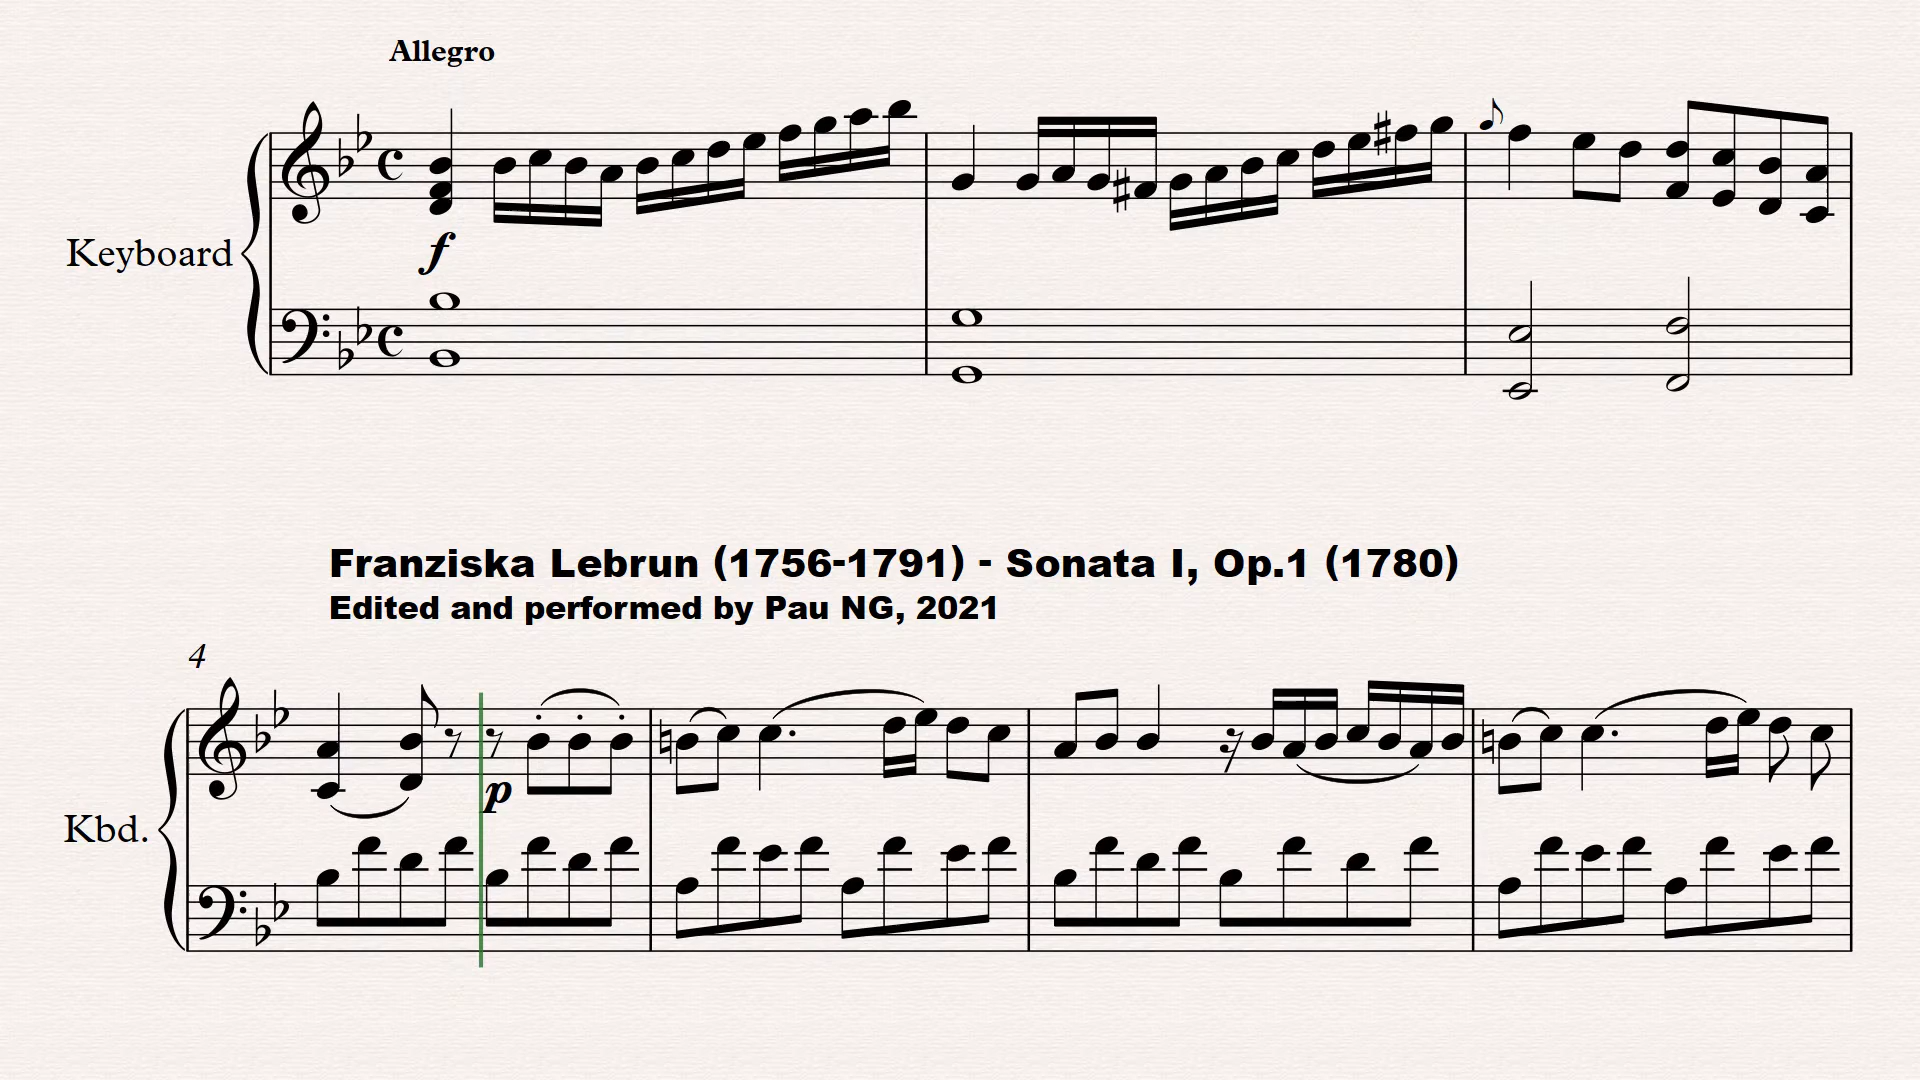 Allegro
Keyboard
f
Franziska Lebrun (1756-1791) - Sonata I, Op.1 (1780)
Edited and performed by Pau NG, 2021
4
p
Kbd.